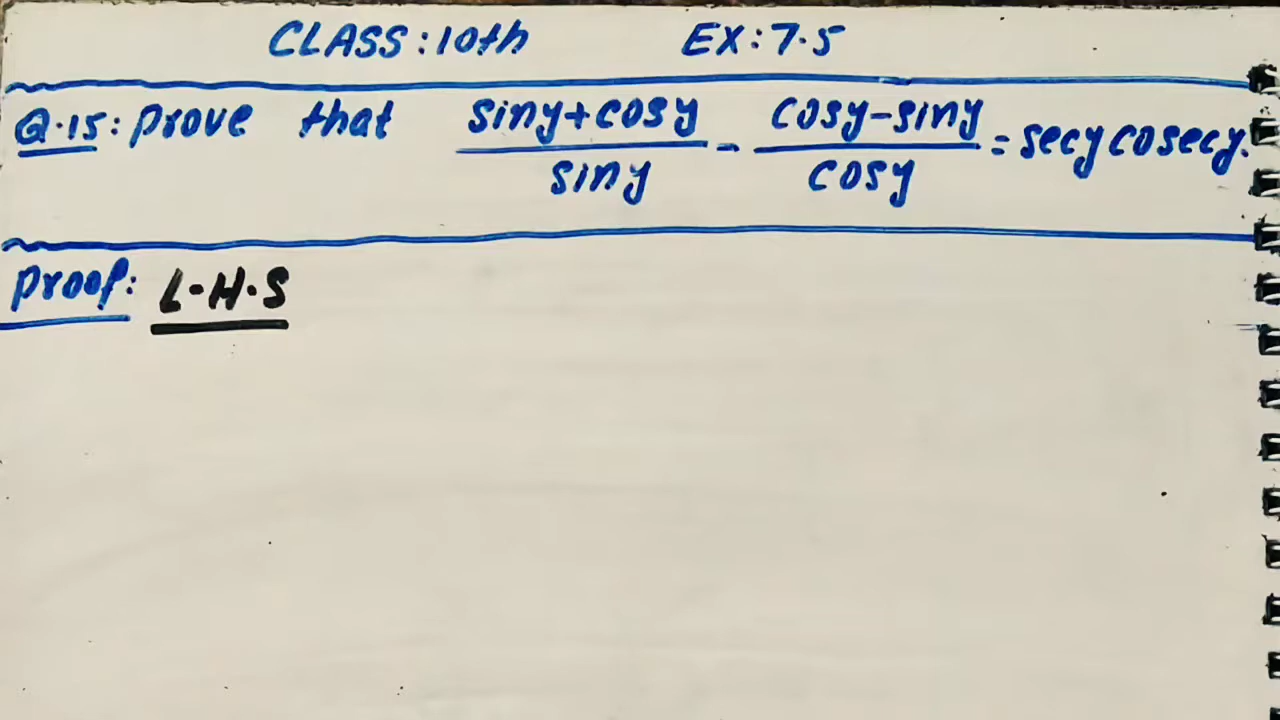 CLASS:10th EX:7.5
Q.15: Prove that (siny+cosy)/siny - (cosy-siny)/cosy = secy cosecy.
Proof: L.H.S